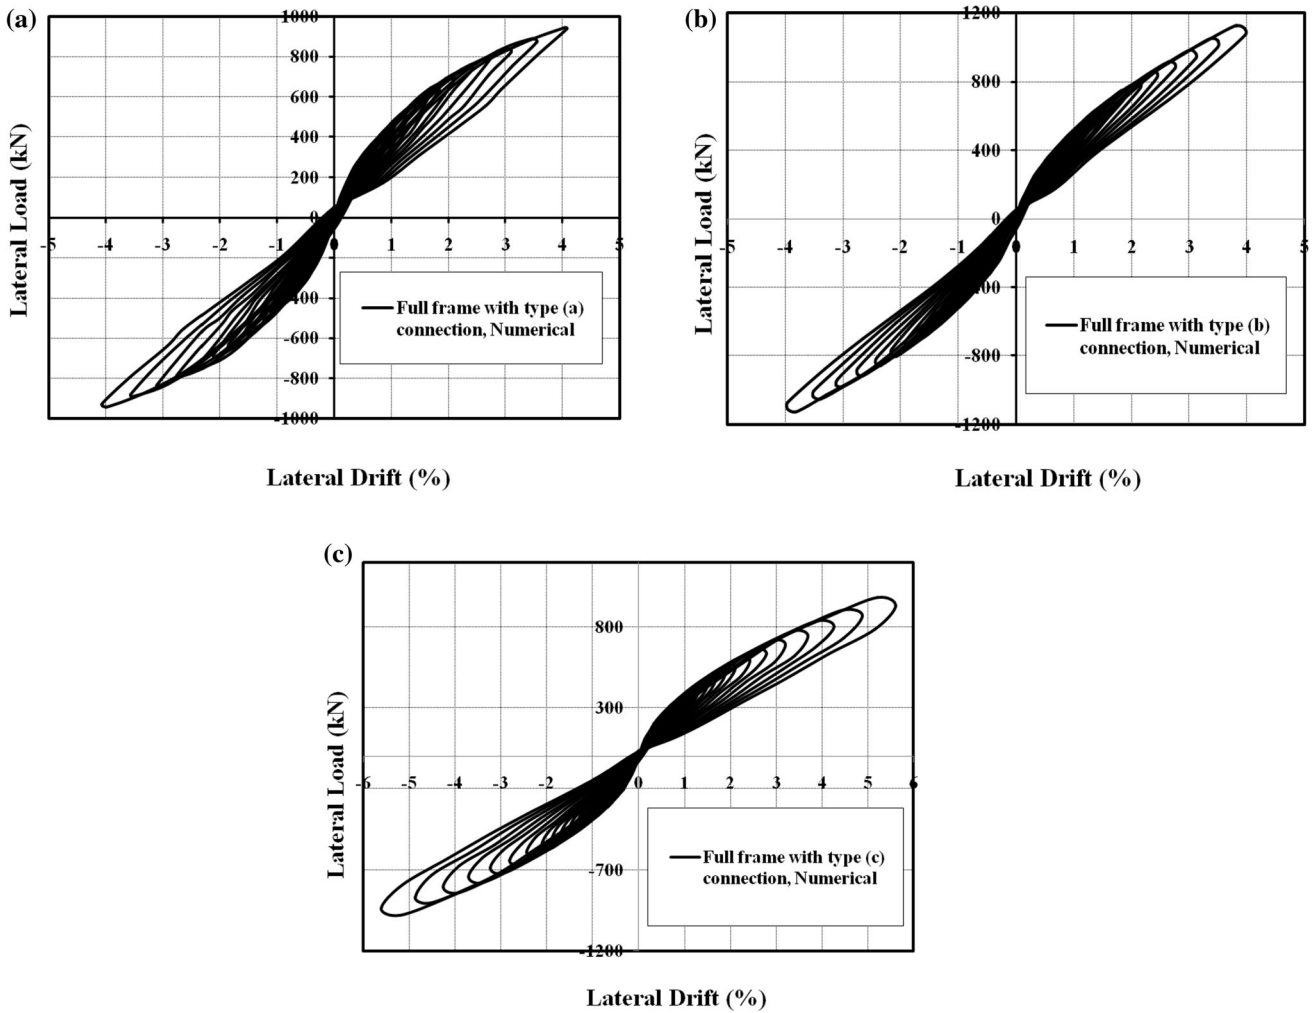 (a)
1000
800
600
400
200
0
-5 -4 -3 -2 -1 0 1 2 3 4 5
-400
-600
-800
-1000
Lateral Load (kN)
Full frame with type (a)
connection, Numerical
Lateral Drift (%)
(b)
1200
800
400
0
-5 -4 -3 -2 -1 0 1 2 3 4 5
-800
-1200
Lateral Load (kN)
Full frame with type (b)
connection, Numerical
Lateral Drift (%)
(c)
800
300
-6 -5 -4 -3 -2 0 1 2 3 4 5 6
-700
-1200
Lateral Load (kN)
Full frame with type (c)
connection, Numerical
Lateral Drift (%)